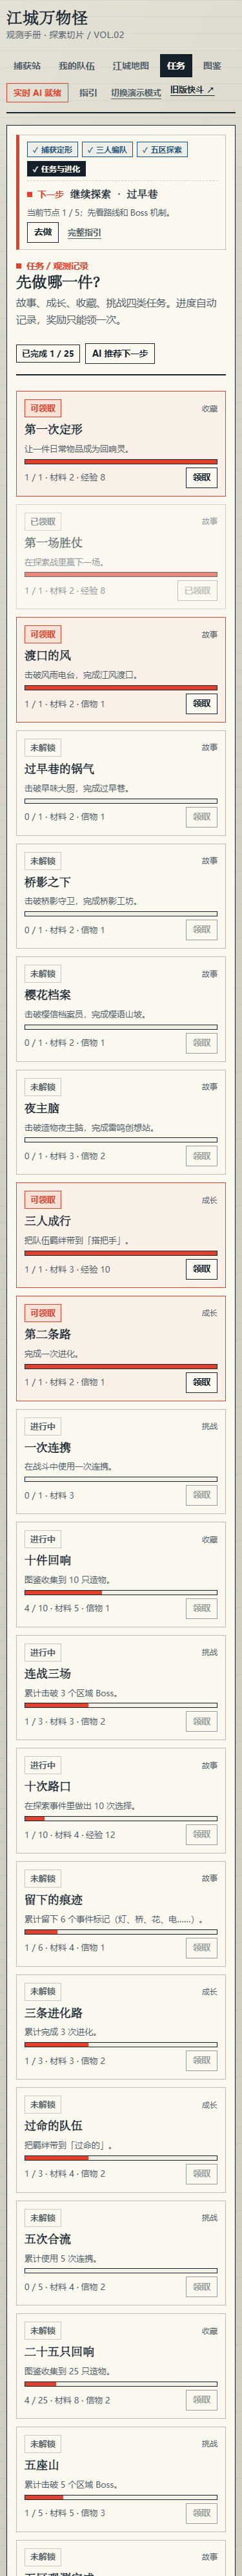 江城万物怪
观测手册 · 探索切片 / VOL.02
捕获站 我的队伍 江城地图 任务 图鉴
实时 AI 就绪 指引 切换演示模式 旧版快斗 ↗
✓ 捕获定形 ✓ 三人编队 ✓ 五区探索
✓ 任务与进化
下一步 继续探索 · 过早巷
当前节点 1 / 5；先看路线和 Boss 机制。
去做 完整指引
任务 / 观测记录
先做哪一件？
故事、成长、收藏、挑战四类任务。进度自动
记录，奖励只能领一次。
已完成 1 / 25 AI 推荐下一步
可领取 收藏
第一次定形
让一件日常物品成为回响灵。
1 / 1 · 材料 2 · 经验 8 领取
已领取 故事
第一场胜仗
在探索战里赢下一场。
1 / 1 · 材料 2 · 经验 8 已领取
可领取 故事
渡口的风
击破风雨电台，完成江风渡口。
1 / 1 · 材料 2 · 信物 1 领取
未解锁 故事
过早巷的锅气
击破早味大厨，完成过早巷。
0 / 1 · 材料 2 · 信物 1 领取
未解锁 故事
桥影之下
击破桥影守卫，完成桥影工坊。
0 / 1 · 材料 2 · 信物 1 领取
未解锁 故事
樱花档案
击破樱信档案员，完成樱语山坡。
0 / 1 · 材料 2 · 信物 1 领取
未解锁 故事
夜主脑
击破造物夜主脑，完成雷鸣创想站。
0 / 1 · 材料 3 · 信物 2 领取
可领取 成长
三人成行
把队伍羁绊带到「搭把手」。
1 / 1 · 材料 3 · 经验 10 领取
可领取 成长
第二条路
完成一次进化。
1 / 1 · 材料 2 · 信物 1 领取
进行中 挑战
一次连携
在战斗中使用一次连携。
0 / 1 · 材料 3 领取
进行中 收藏
十件回响
图鉴收集到 10 只造物。
4 / 10 · 材料 5 · 信物 1 领取
进行中 挑战
连战三场
累计击破 3 个区域 Boss。
1 / 3 · 材料 3 · 信物 2 领取
进行中 故事
十次路口
在探索事件里做出 10 次选择。
1 / 10 · 材料 4 · 经验 12 领取
未解锁 故事
留下的痕迹
累计留下 6 个事件标记（灯、桥、花、电……）。
1 / 6 · 材料 4 · 信物 1 领取
未解锁 成长
三条进化路
累计完成 3 次进化。
1 / 3 · 材料 3 · 信物 2 领取
未解锁 成长
过命的队伍
把羁绊带到「过命的」。
1 / 3 · 材料 4 · 信物 2 领取
未解锁 挑战
五次合流
累计使用 5 次连携。
0 / 5 · 材料 4 · 信物 2 领取
未解锁 收藏
二十五只回响
图鉴收集到 25 只造物。
4 / 25 · 材料 8 · 信物 2 领取
未解锁 挑战
五座山
累计击破 5 个区域 Boss。
1 / 5 · 材料 5 · 信物 3 领取
未解锁 故事